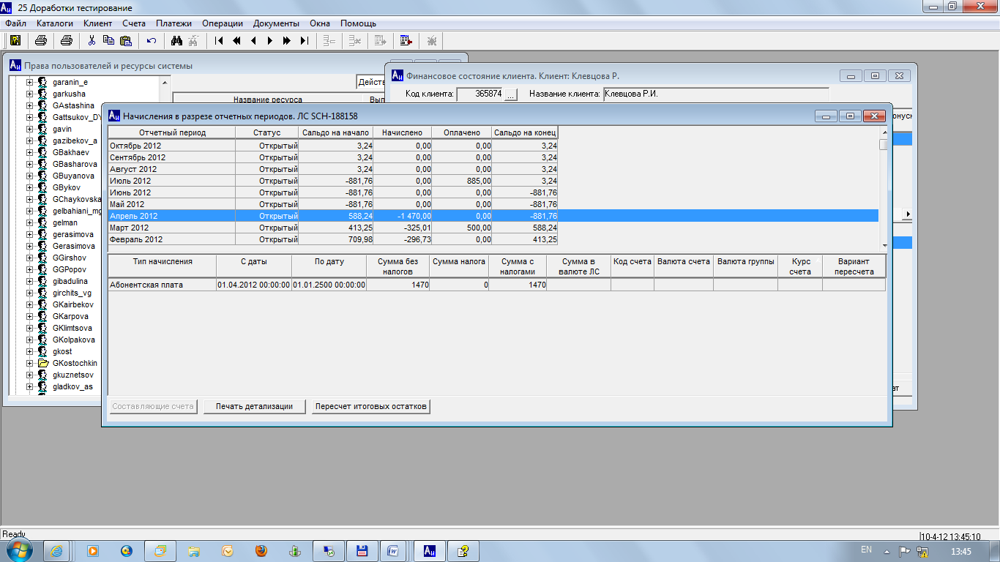 25 Доработки тестирование
Файл Каталоги Клиент Счета Платежи Операции Документы Окна Помощь
Права пользователей и ресурсы системы
garanin_e
garkusha
GAstashina
Gattsukov_DY
gavin
gazibekov_a
GBakhaev
GBasharova
GBuyanova
GBykov
GChaykovska
gelbahiani_mg
gelman
gerasimova
Gerasimova
GGirshov
GGPopov
gibadulina
girchits_vg
GKairbekov
GKarpova
GKlimtsova
GKolpakova
gkost
GKostochkin
gkuznetsov
gladkov_as
Название ресурса
Финансовое состояние клиента. Клиент: Клевцова Р.
Код клиента: 365874 ... Название клиента: Клевцова Р.И.
Начисления в разрезе отчетных периодов. ЛС SCH-188158
Отчетный период Статус Сальдо на начало Начислено Оплачено Сальдо на конец
Октябрь 2012 Открытый 3,24 0,00 0,00 3,24
Сентябрь 2012 Открытый 3,24 0,00 0,00 3,24
Август 2012 Открытый 3,24 0,00 0,00 3,24
Июль 2012 Открытый -881,76 0,00 885,00 3,24
Июнь 2012 Открытый -881,76 0,00 0,00 -881,76
Май 2012 Открытый -881,76 0,00 0,00 -881,76
Апрель 2012 Открытый 588,24 -1 470,00 0,00 -881,76
Март 2012 Открытый 413,25 -325,01 500,00 588,24
Февраль 2012 Открытый 709,98 -296,73 0,00 413,25
Тип начисления С даты По дату Сумма без налогов Сумма налога Сумма с налогами Сумма в валюте ЛС Код счета Валюта счета Валюта группы Курс счета Вариант пересчета
Абонентская плата 01.04.2012 00:00:00 01.01.2500 00:00:00 1470 0 1470
Составляющие счета Печать детализации Пересчет итоговых остатков
Ready
10-4-12 13:45:10
EN 13:45